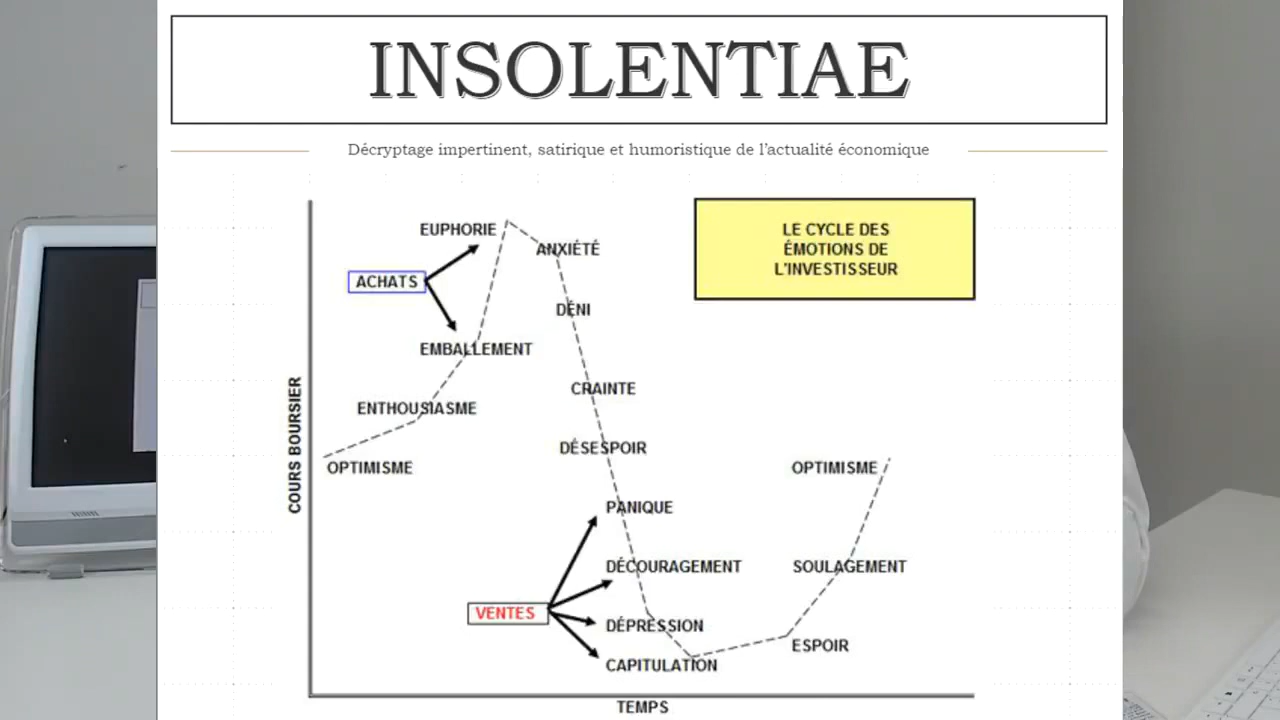 INSOLENTIAE
Décryptage impertinent, satirique et humoristique de l'actualité économique
LE CYCLE DES
ÉMOTIONS DE
L'INVESTISSEUR
EUPHORIE
ANXIÉTÉ
ACHATS
DÉNI
EMBALLEMENT
CRAINTE
ENTHOUSIASME
DÉSESPOIR
OPTIMISME
OPTIMISME
COURS BOURSIER
PANIQUE
DÉCOURAGEMENT
SOULAGEMENT
VENTES
DÉPRESSION
ESPOIR
CAPITULATION
TEMPS